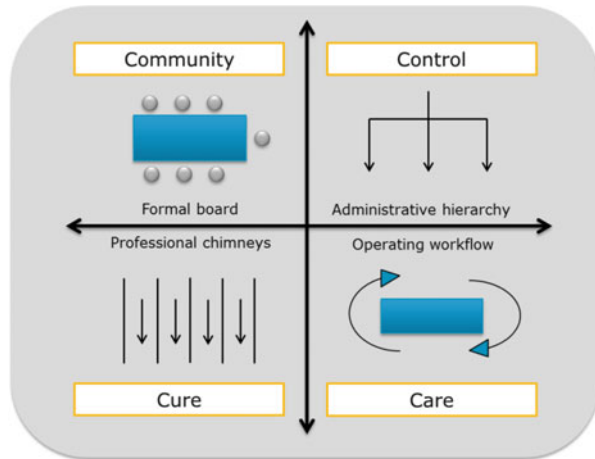 Community
Control
Formal board
Administrative hierarchy
Professional chimneys
Operating workflow
Cure
Care